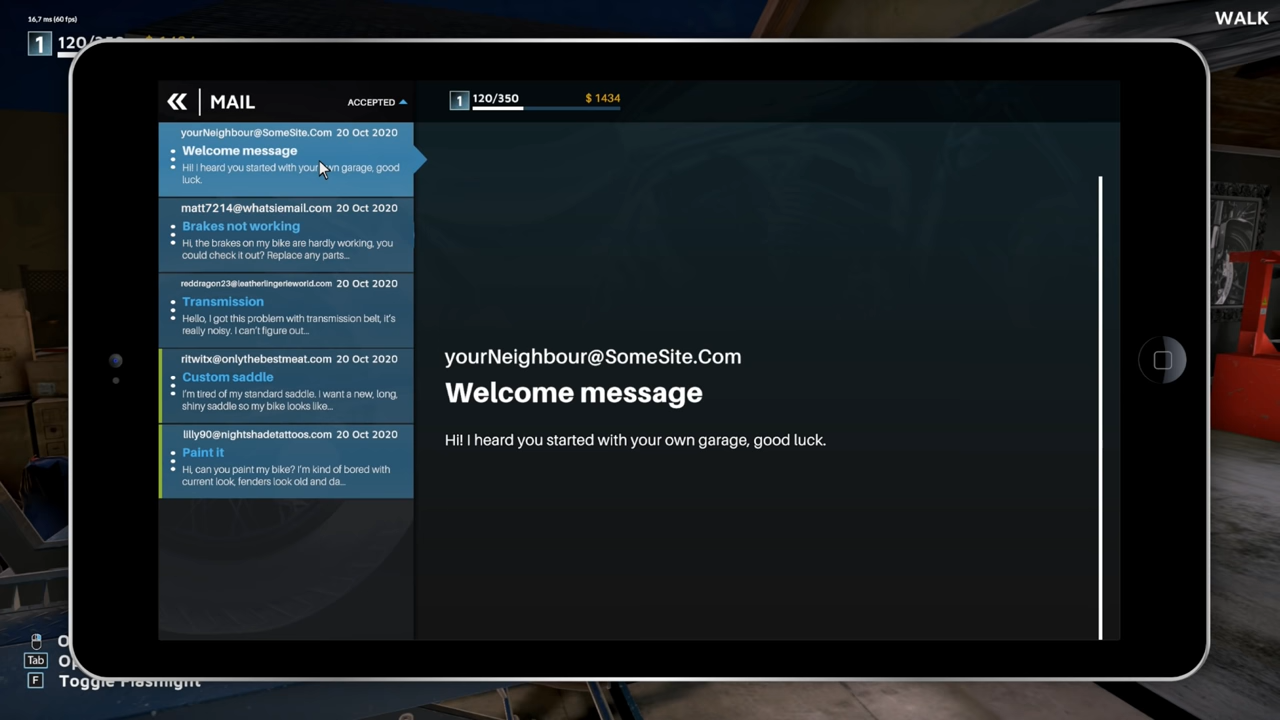 16,7 ms (60 fps)
WALK
1 120/350
MAIL
ACCEPTED
1 120/350 $ 1434
yourNeighbour@SomeSite.Com 20 Oct 2020
Welcome message
Hi! I heard you started with your own garage, good
luck.
matt7214@whatsiemail.com 20 Oct 2020
Brakes not working
Hi, the brakes on my bike are hardly working, you
could check it out? Replace any parts...
reddragon23@leatherlingerieworld.com 20 Oct 2020
Transmission
Hello, I got this problem with transmission belt, it's
really noisy. I can't figure out...
ritwitx@onlythebestmeat.com 20 Oct 2020
Custom saddle
I'm tired of my standard saddle. I want a new, long,
shiny saddle so my bike looks like...
lilly90@nightshadetattoos.com 20 Oct 2020
Paint it
Hi, can you paint my bike? I'm kind of bored with
current look, fenders look old and da...
yourNeighbour@SomeSite.Com
Welcome message
Hi! I heard you started with your own garage, good luck.
Tab
F Toggle Flashlight